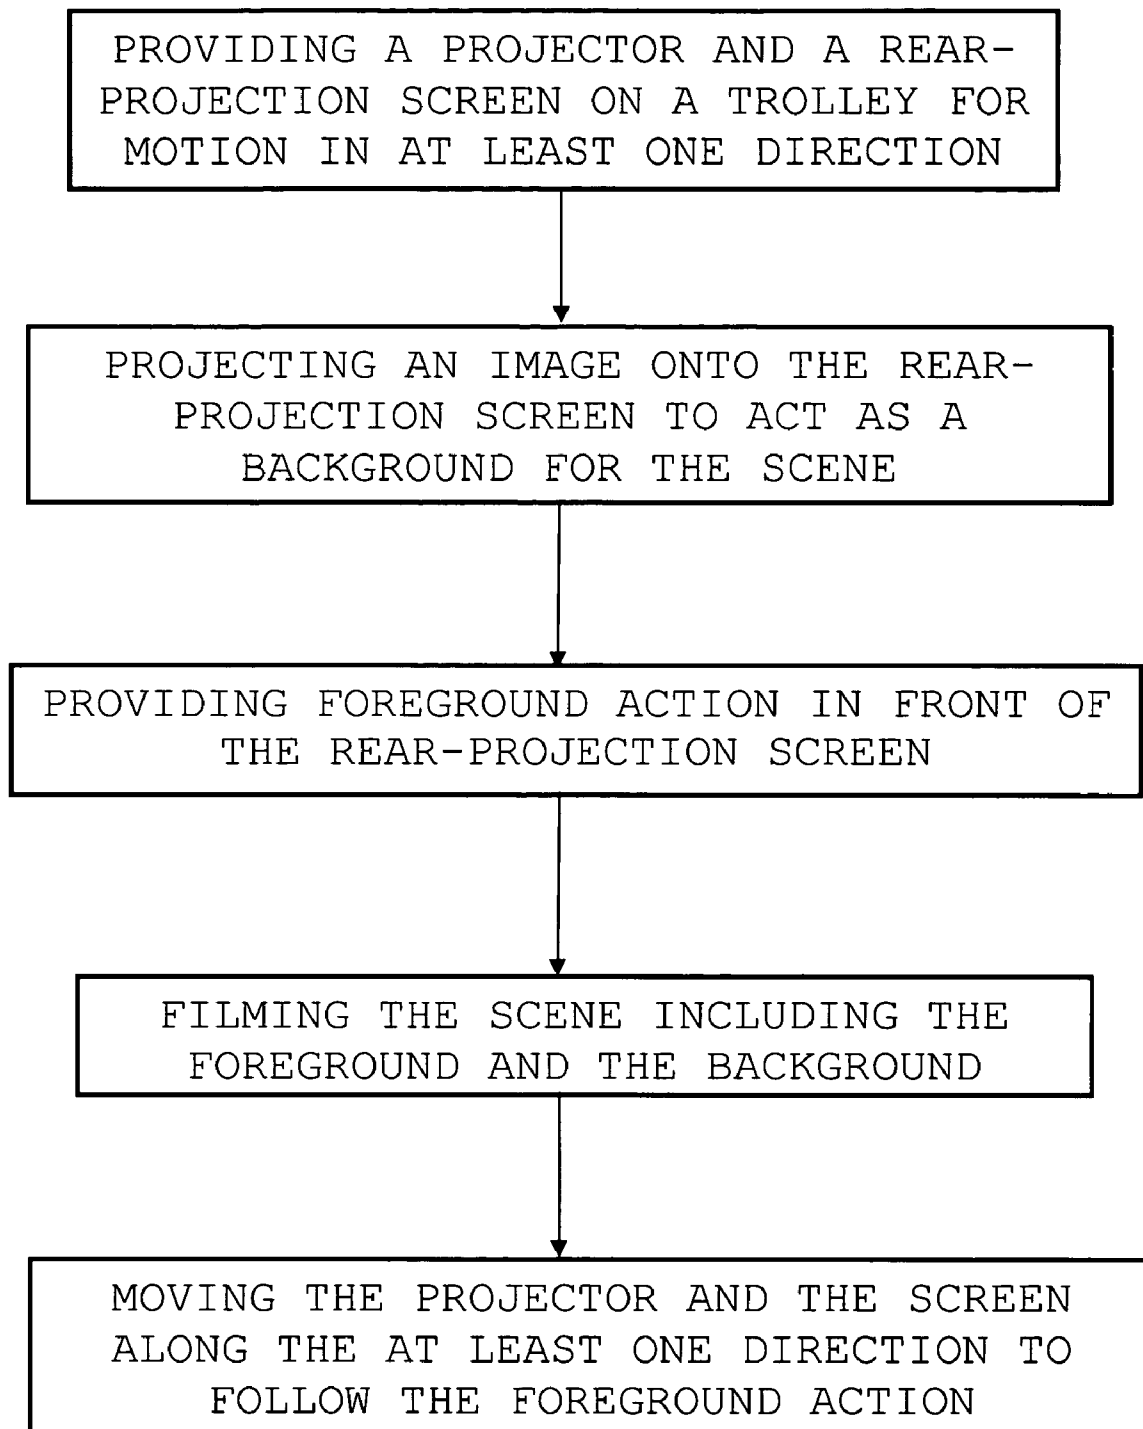 PROVIDING A PROJECTOR AND A REAR-
PROJECTION SCREEN ON A TROLLEY FOR
MOTION IN AT LEAST ONE DIRECTION
PROJECTING AN IMAGE ONTO THE REAR-
PROJECTION SCREEN TO ACT AS A
BACKGROUND FOR THE SCENE
PROVIDING FOREGROUND ACTION IN FRONT OF
THE REAR-PROJECTION SCREEN
FILMING THE SCENE INCLUDING THE
FOREGROUND AND THE BACKGROUND
MOVING THE PROJECTOR AND THE SCREEN
ALONG THE AT LEAST ONE DIRECTION TO
FOLLOW THE FOREGROUND ACTION